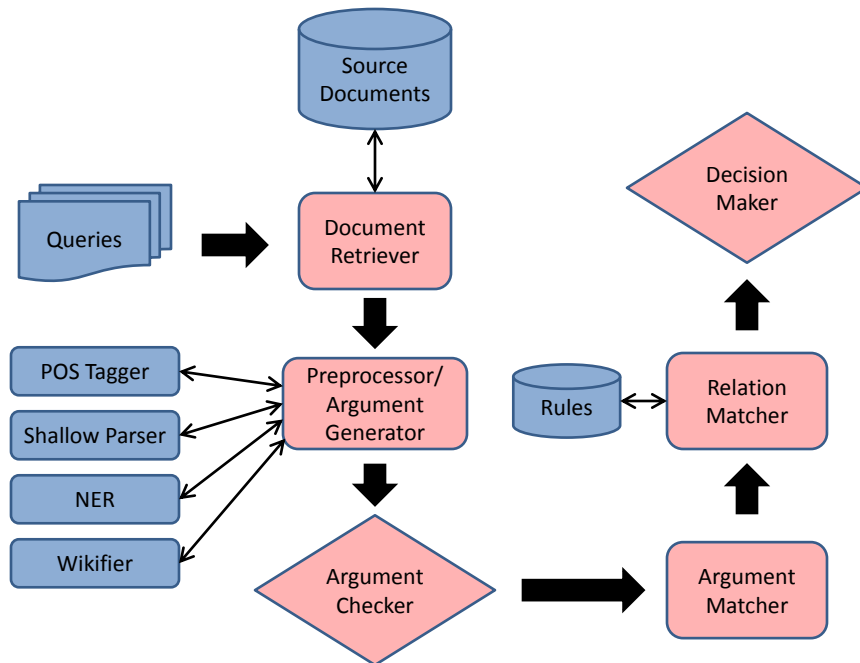 Source
Documents
Queries
Document
Retriever
Decision
Maker
POS Tagger
Shallow Parser
NER
Wikifier
Preprocessor/
Argument
Generator
Rules
Relation
Matcher
Argument
Checker
Argument
Matcher